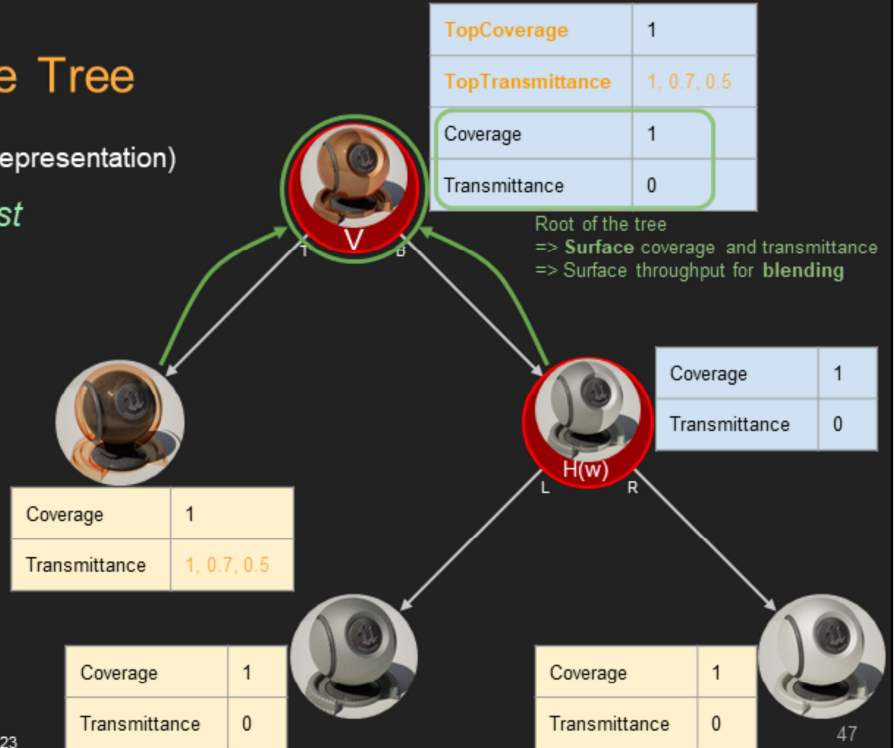 e Tree
epresentation)
st
TopCoverage 1
TopTransmittance 1, 0.7, 0.5
Coverage 1
Transmittance 0
Root of the tree
=> Surface coverage and transmittance
=> Surface throughput for blending
V
T B
Coverage 1
Transmittance 0
H(w)
L R
Coverage 1
Transmittance 1, 0.7, 0.5
Coverage 1
Transmittance 0
Coverage 1
Transmittance 0
23
47